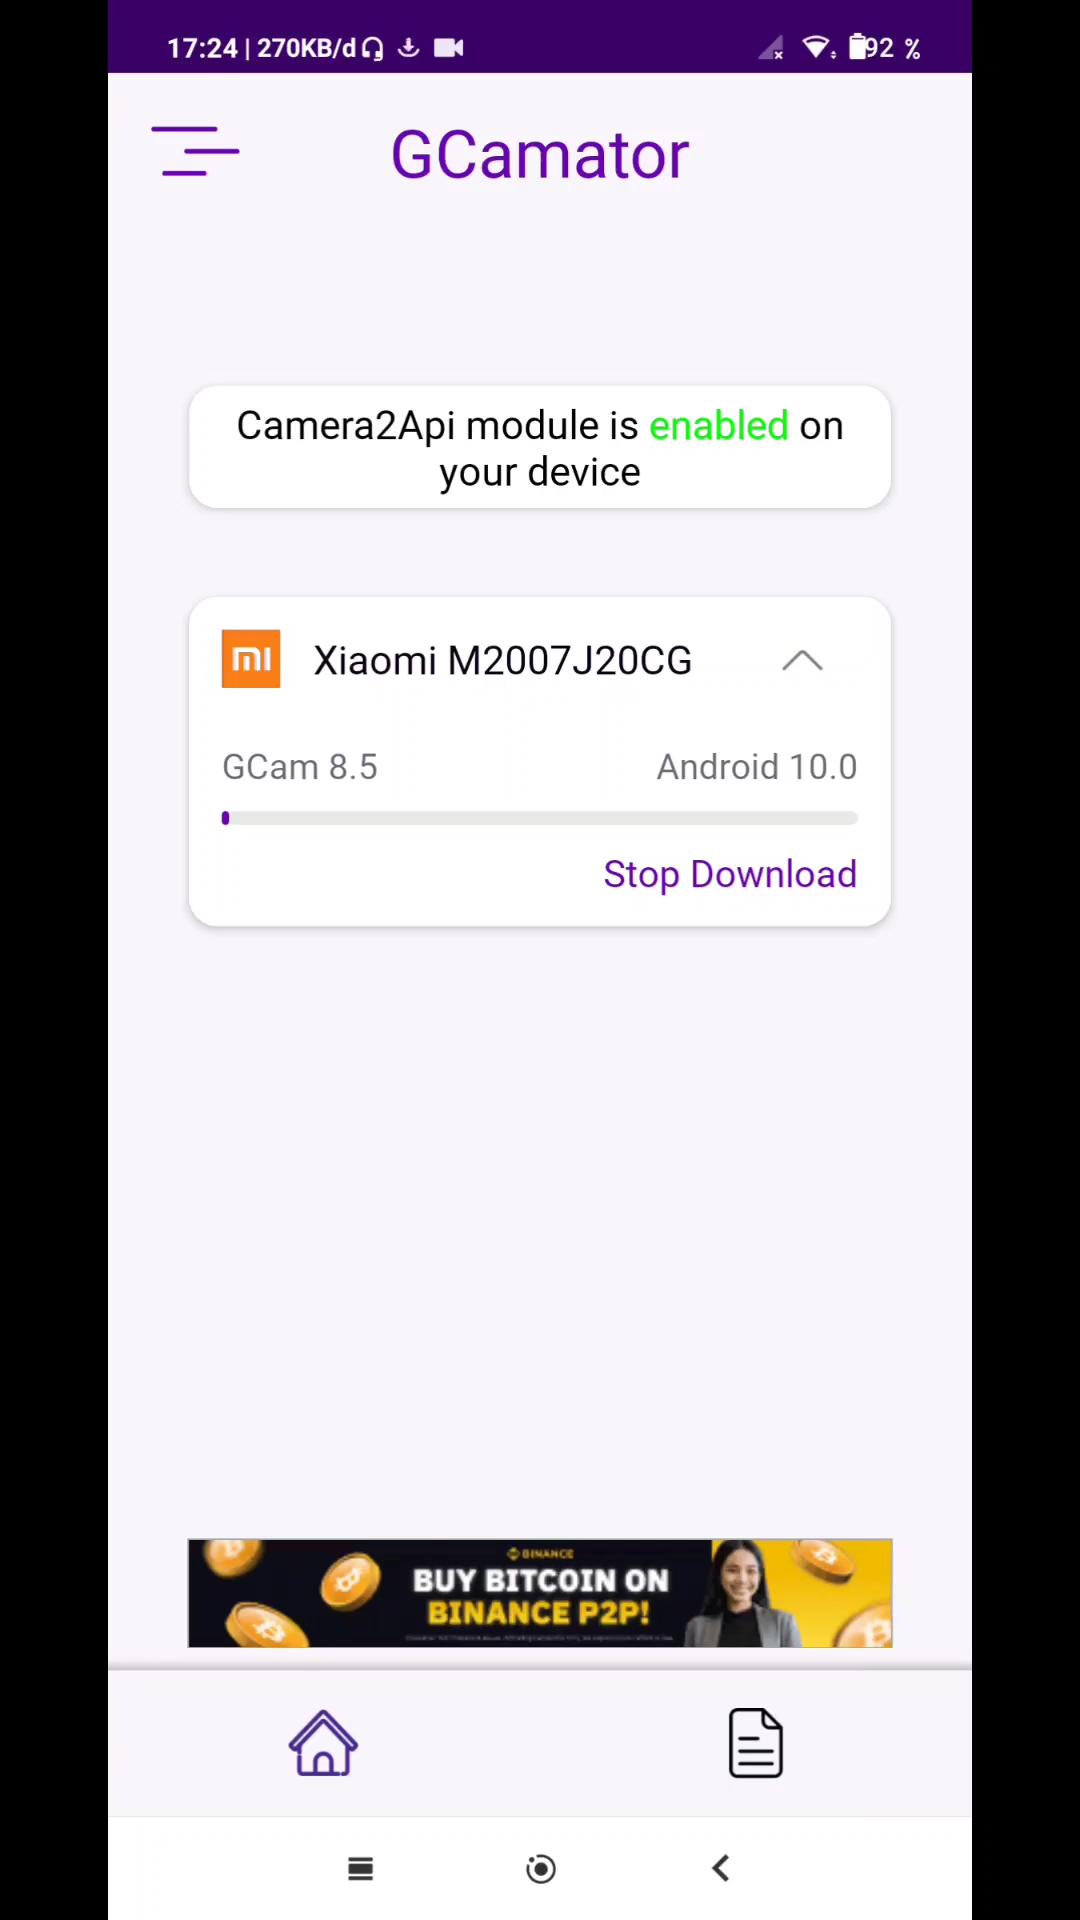 17:24 | 270KB/d 92 %
GCamator
Camera2Api module is enabled on
your device
mi Xiaomi M2007J20CG
GCam 8.5 Android 10.0
Stop Download
BINANCE
BUY BITCOIN ON
BINANCE P2P!